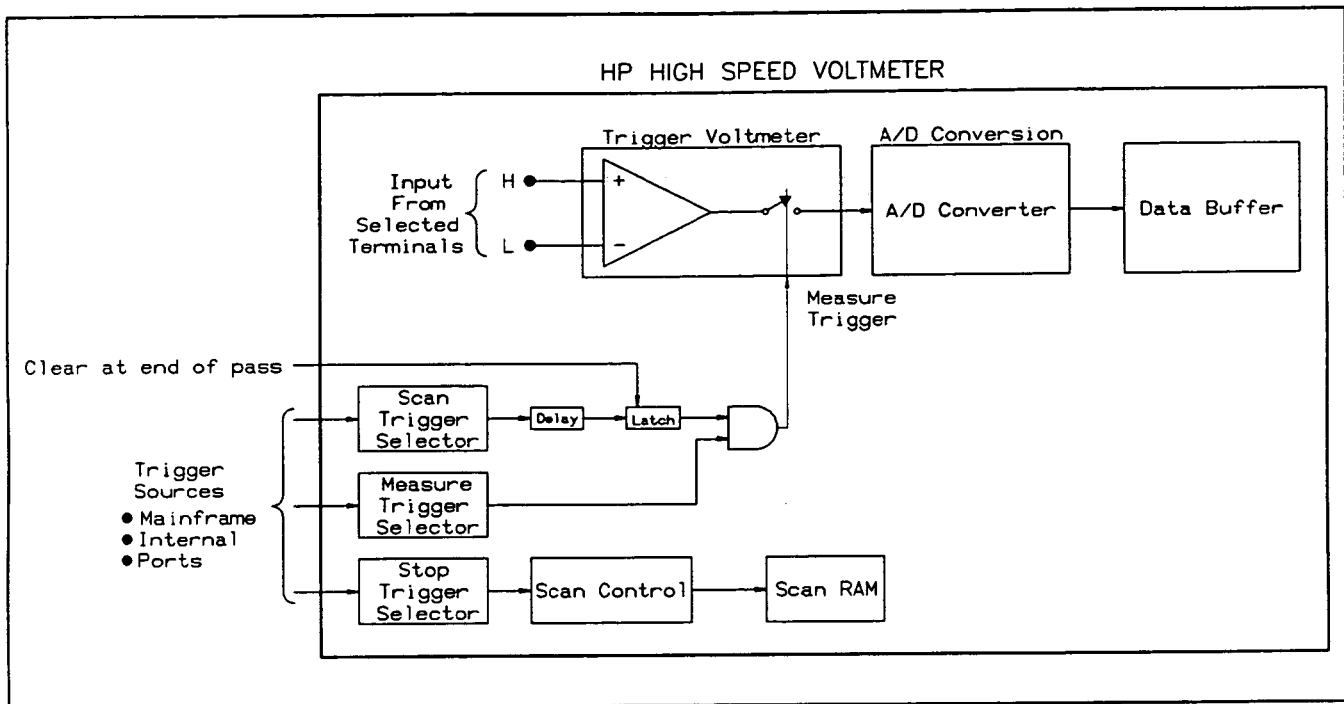 HP HIGH SPEED VOLTMETER
Trigger Voltmeter
A/D Conversion
Input
From
Selected
Terminals
H
L
+
−
A/D Converter
Data Buffer
Measure
Trigger
Clear at end of pass
Scan
Trigger
Selector
Delay
Latch
Trigger
Sources
● Mainframe
● Internal
● Ports
Measure
Trigger
Selector
Stop
Trigger
Selector
Scan Control
Scan RAM